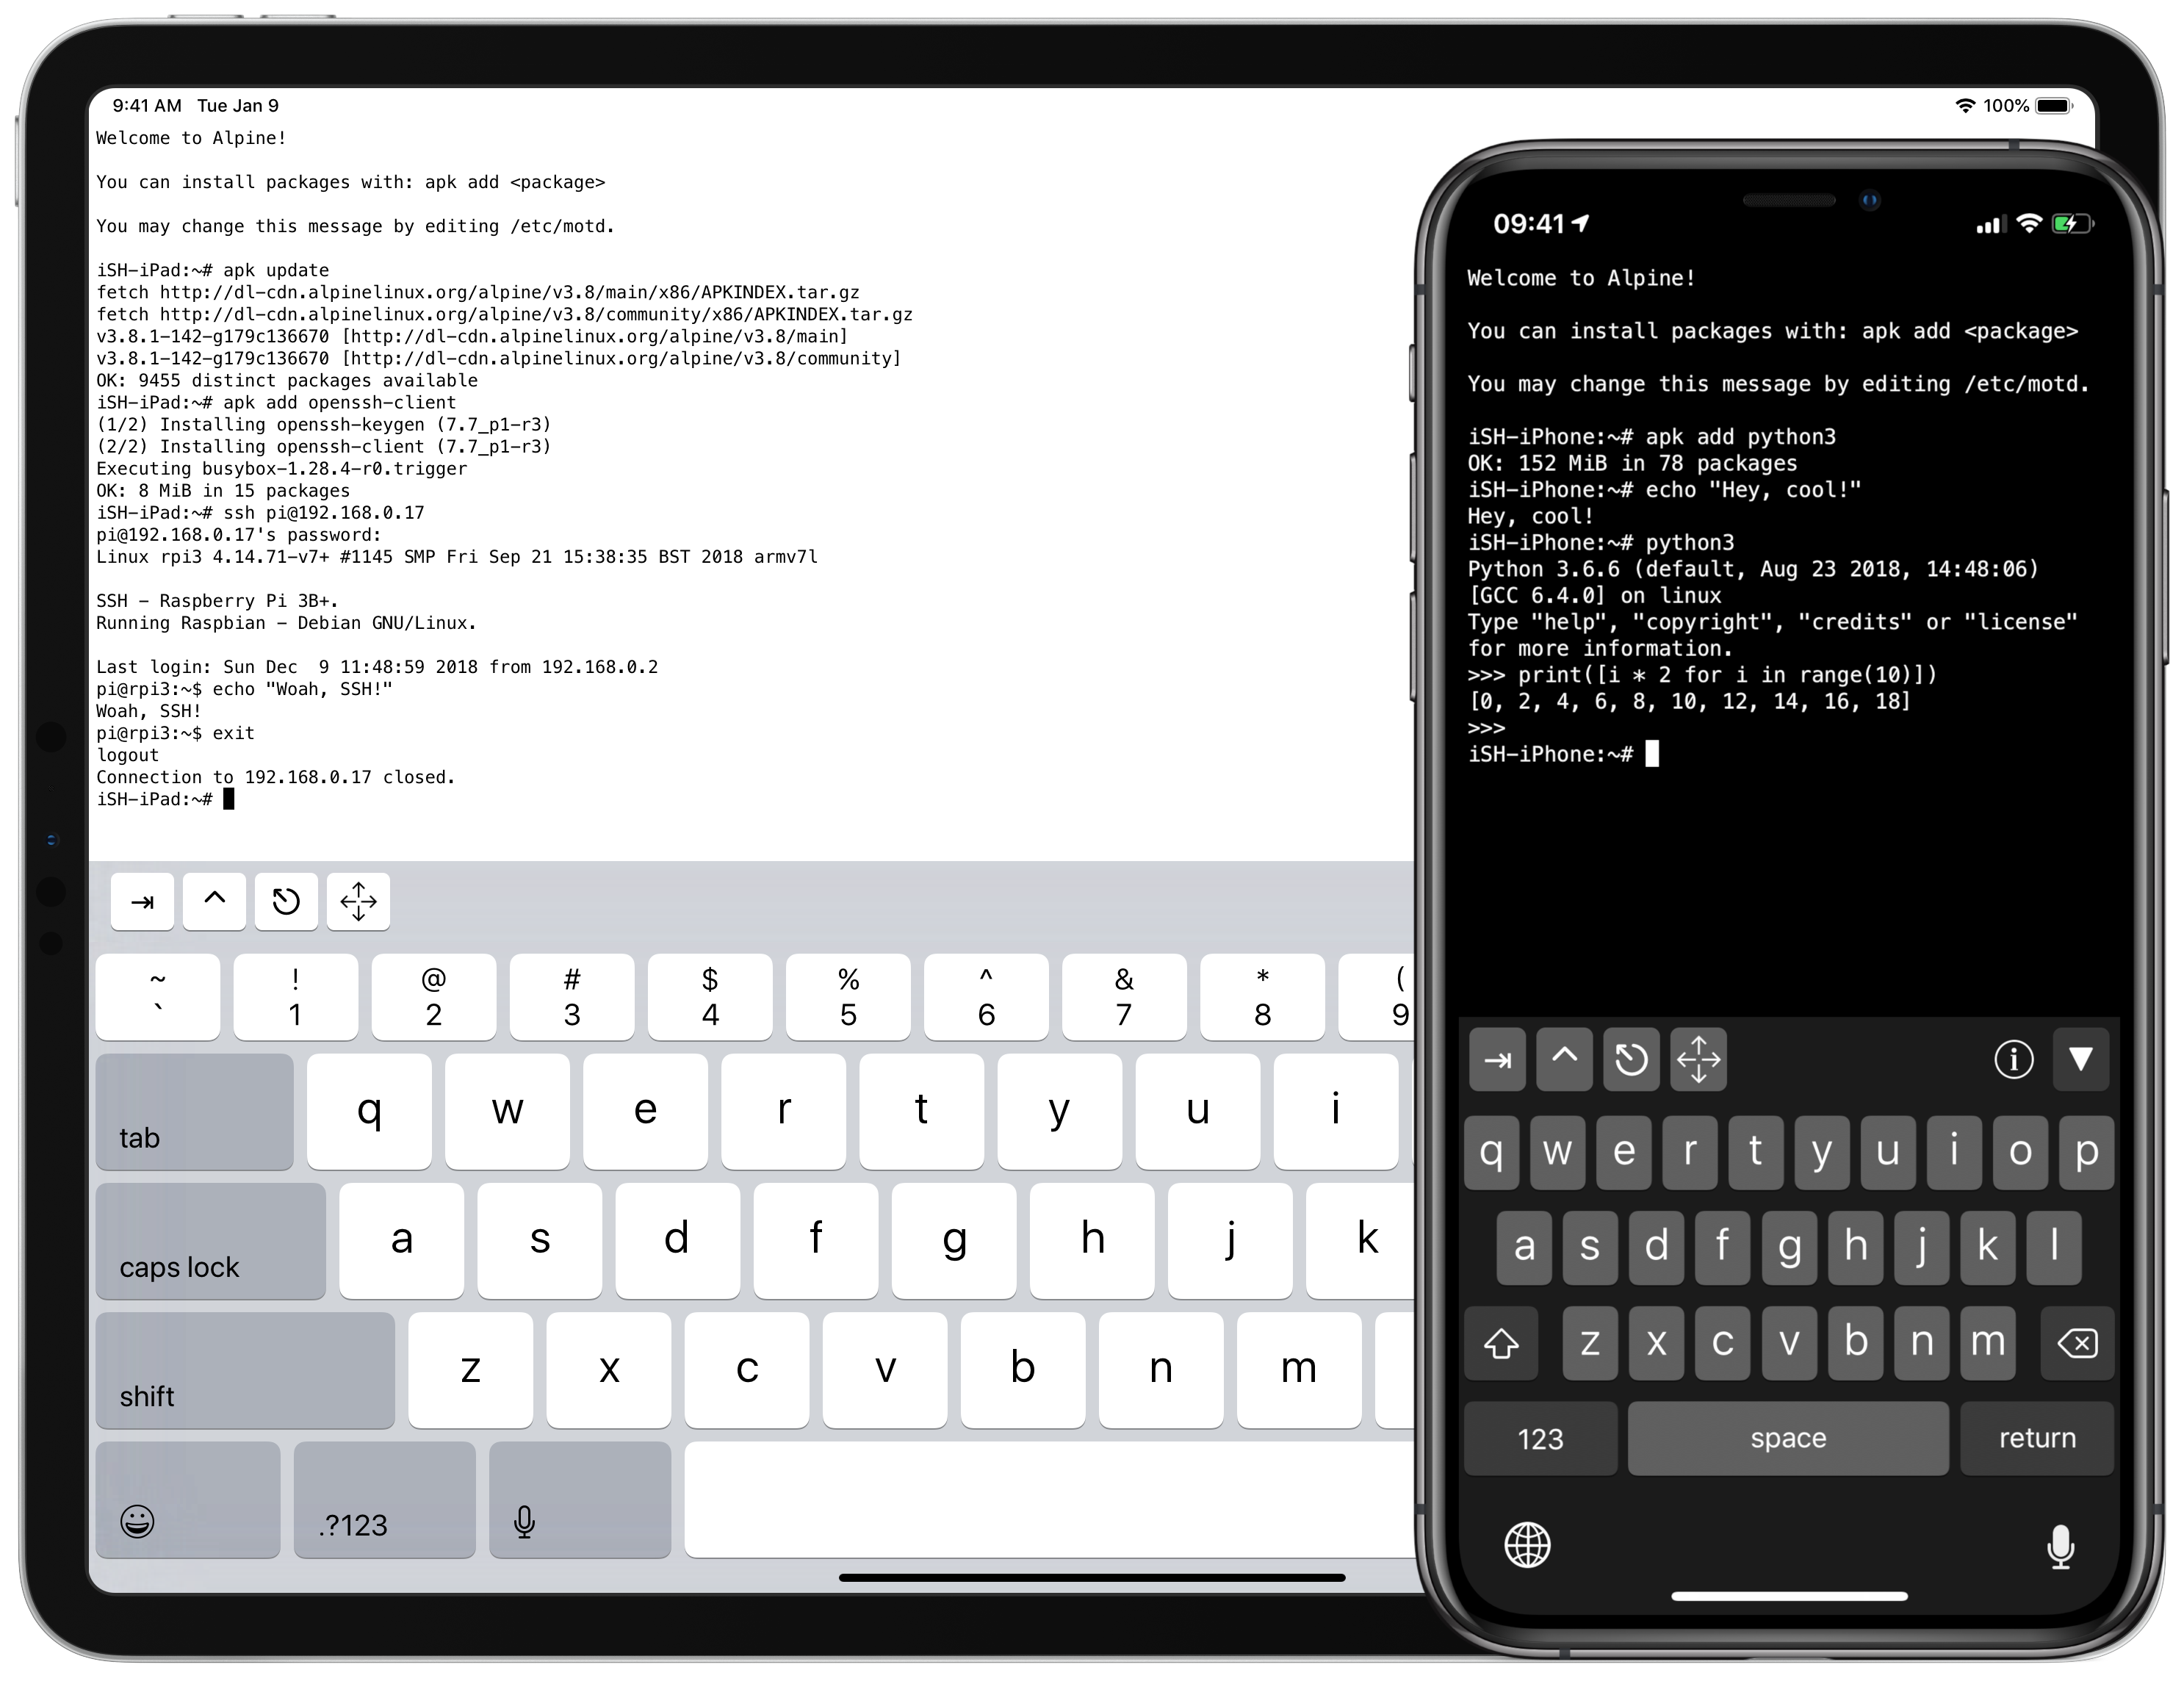 9:41 AM Tue Jan 9
100%
Welcome to Alpine!
You can install packages with: apk add <package>
You may change this message by editing /etc/motd.
iSH-iPad:~# apk update
fetch http://dl-cdn.alpinelinux.org/alpine/v3.8/main/x86/APKINDEX.tar.gz
fetch http://dl-cdn.alpinelinux.org/alpine/v3.8/community/x86/APKINDEX.tar.gz
v3.8.1-142-g179c136670 [http://dl-cdn.alpinelinux.org/alpine/v3.8/main]
v3.8.1-142-g179c136670 [http://dl-cdn.alpinelinux.org/alpine/v3.8/community]
OK: 9455 distinct packages available
iSH-iPad:~# apk add openssh-client
(1/2) Installing openssh-keygen (7.7_p1-r3)
(2/2) Installing openssh-client (7.7_p1-r3)
Executing busybox-1.28.4-r0.trigger
OK: 8 MiB in 15 packages
iSH-iPad:~# ssh pi@192.168.0.17
pi@192.168.0.17's password:
Linux rpi3 4.14.71-v7+ #1145 SMP Fri Sep 21 15:38:35 BST 2018 armv7l
SSH - Raspberry Pi 3B+.
Running Raspbian - Debian GNU/Linux.
Last login: Sun Dec  9 11:48:59 2018 from 192.168.0.2
pi@rpi3:~$ echo "Woah, SSH!"
Woah, SSH!
pi@rpi3:~$ exit
logout
Connection to 192.168.0.17 closed.
iSH-iPad:~#
~ ! @ # $ % ^ & * (
` 1 2 3 4 5 6 7 8 9
tab q w e r t y u i
caps lock a s d f g h j k
shift z x c v b n m
.?123
09:41
Welcome to Alpine!
You can install packages with: apk add <package>
You may change this message by editing /etc/motd.
iSH-iPhone:~# apk add python3
OK: 152 MiB in 78 packages
iSH-iPhone:~# echo "Hey, cool!"
Hey, cool!
iSH-iPhone:~# python3
Python 3.6.6 (default, Aug 23 2018, 14:48:06)
[GCC 6.4.0] on linux
Type "help", "copyright", "credits" or "license"
for more information.
>>> print([i * 2 for i in range(10)])
[0, 2, 4, 6, 8, 10, 12, 14, 16, 18]
>>>
iSH-iPhone:~#
q w e r t y u i o p
a s d f g h j k l
z x c v b n m
123 space return